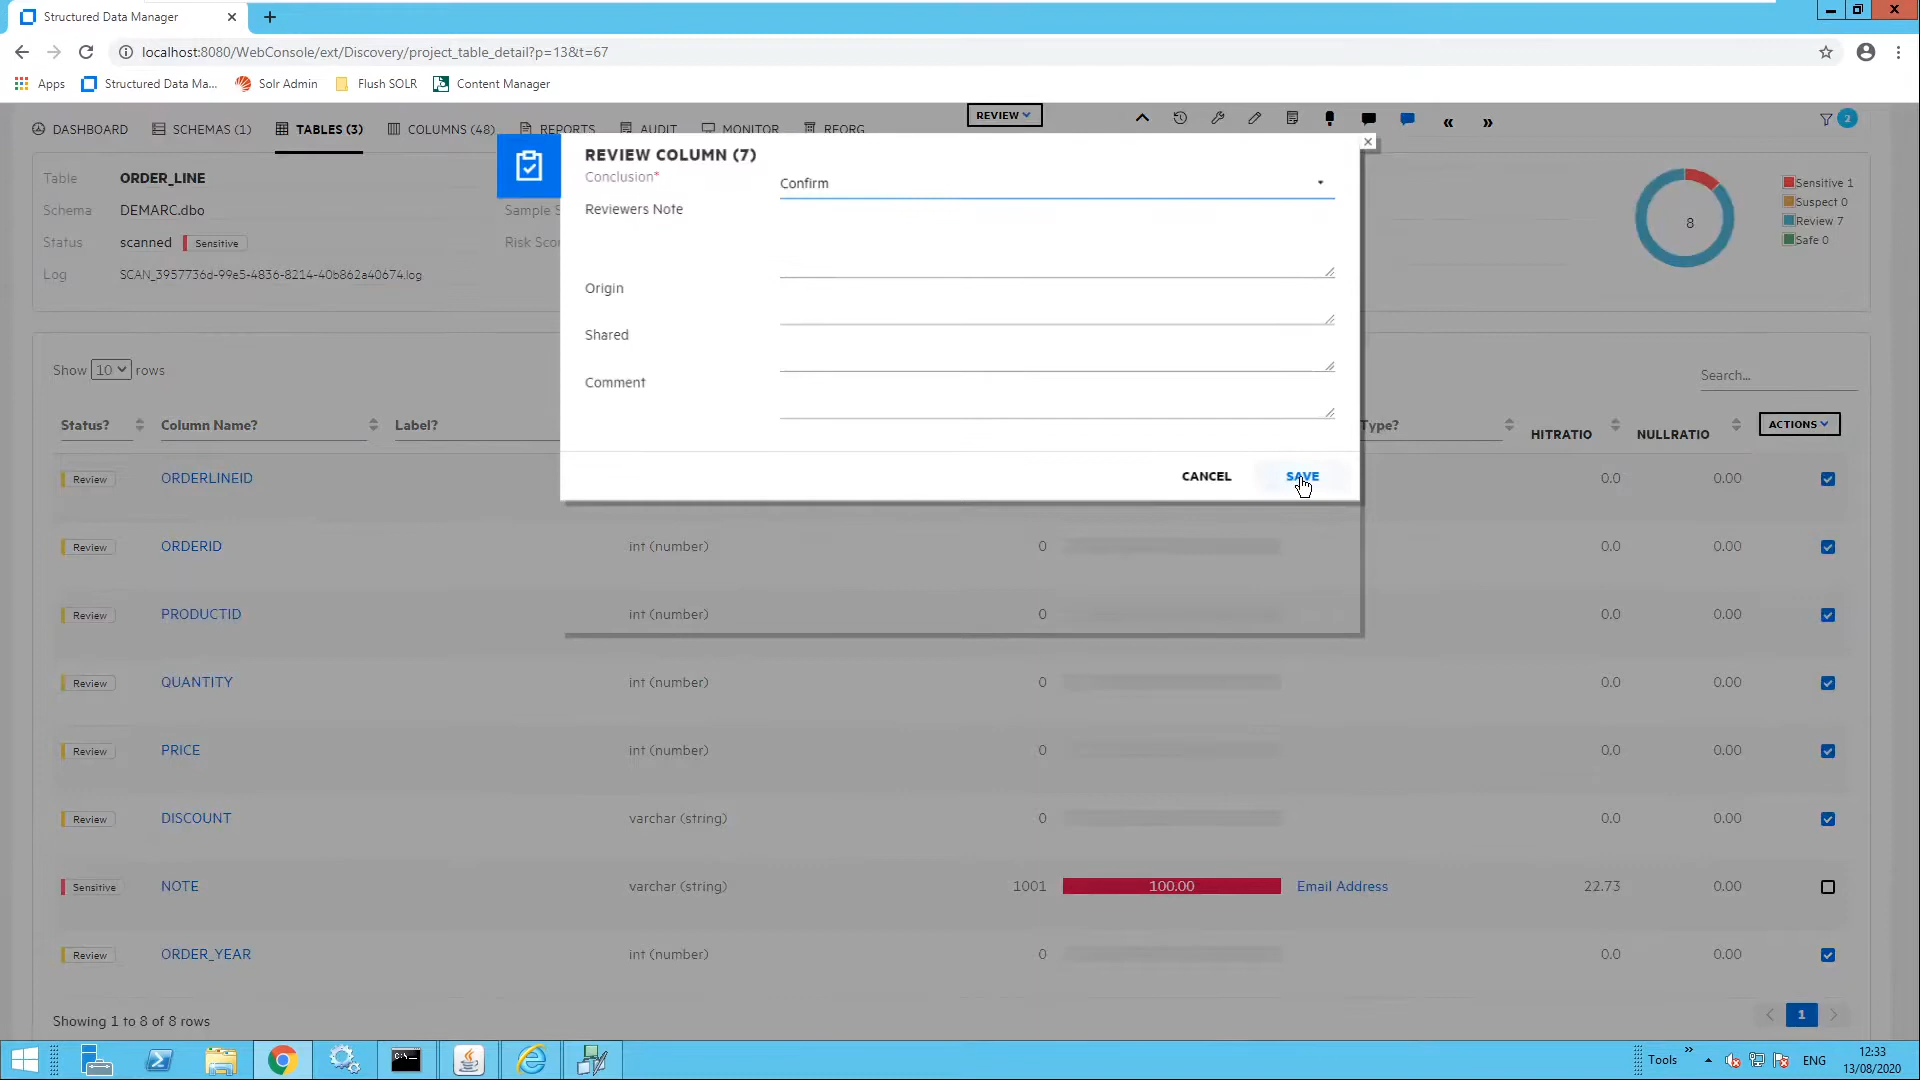 Structured Data Manager
localhost:8080/WebConsole/ext/Discovery/project_table_detail?p=13&t=67
Apps Structured Data Ma... Solr Admin Flush SOLR Content Manager
DASHBOARD SCHEMAS (1) TABLES (3) COLUMNS (48) REPORTS AUDIT MONITOR REORG REVIEW 2
REVIEW COLUMN (7)
Conclusion* Confirm
Reviewers Note
Origin
Shared
Comment
CANCEL SAVE
Table ORDER_LINE
Schema DEMARC.dbo Sample S
Status scanned Sensitive Risk Scor
Log SCAN_3957736d-99e5-4836-8214-40b862a40674.log
8
Sensitive 1
Suspect 0
Review 7
Safe 0
Show 10 rows
Search...
Status? Column Name? Label? Type? HITRATIO NULLRATIO ACTIONS
Review ORDERLINEID 0.0 0.00
Review ORDERID int (number) 0 0.0 0.00
Review PRODUCTID int (number) 0 0.0 0.00
Review QUANTITY int (number) 0 0.0 0.00
Review PRICE int (number) 0 0.0 0.00
Review DISCOUNT varchar (string) 0 0.0 0.00
Sensitive NOTE varchar (string) 1001 100.00 Email Address 22.73 0.00
Review ORDER_YEAR int (number) 0 0.0 0.00
Showing 1 to 8 of 8 rows
1
Tools ENG 12:33
13/08/2020